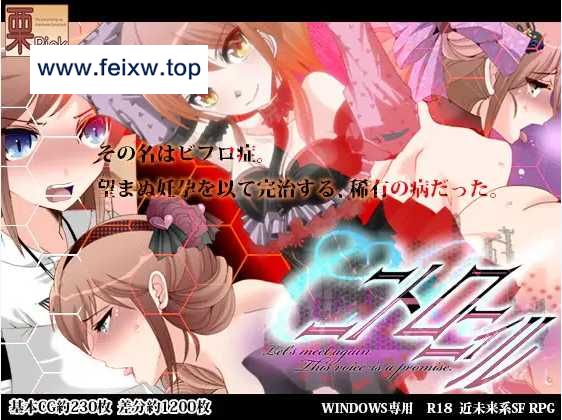 栗
Rick
www.feixw.top
その名はビフロ症。
望まぬ妊孕を以て完治する、稀有の病だった。
Let's meet again
This voice is a promise.
基本CG約230枚 差分約1200枚
WINDOWS専用 R18 近未来系SF RPG